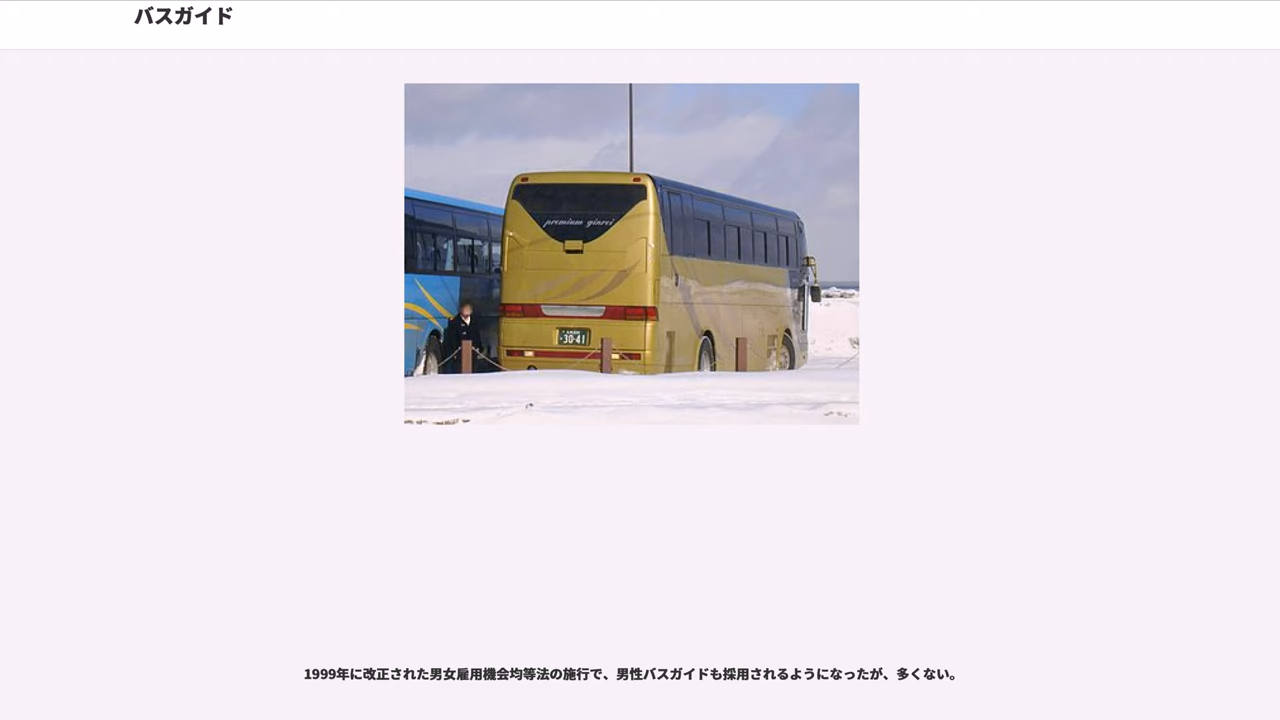 バスガイド
premium ginrei
30-41
1999年に改正された男女雇用機会均等法の施行で、男性バスガイドも採用されるようになったが、多くない。